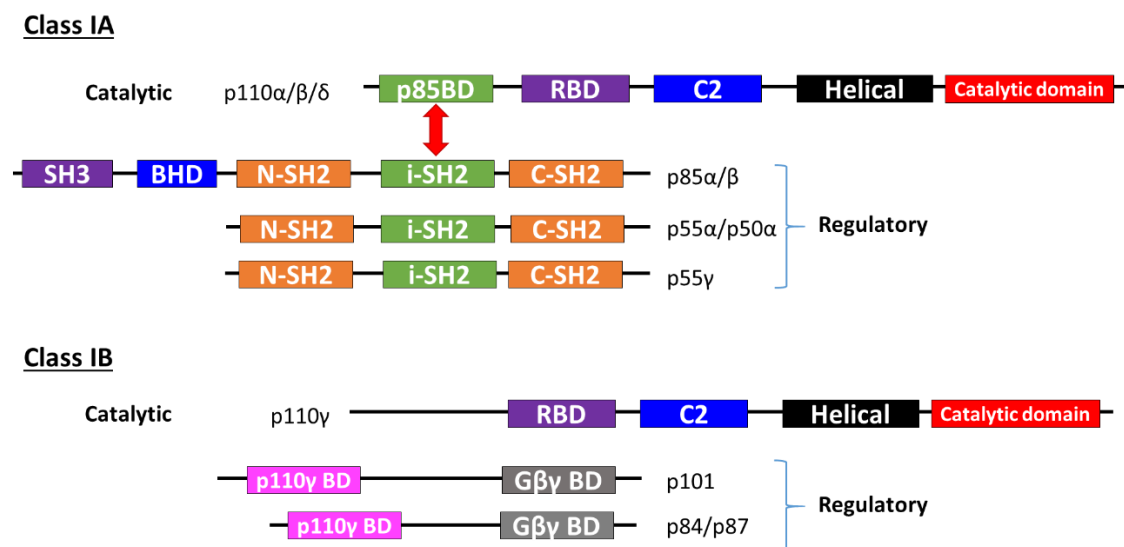 Class IA
Catalytic p110α/β/δ p85BD RBD C2 Helical Catalytic domain
SH3 BHD N-SH2 i-SH2 C-SH2 p85α/β
N-SH2 i-SH2 C-SH2 p55α/p50α Regulatory
N-SH2 i-SH2 C-SH2 p55γ
Class IB
Catalytic p110γ RBD C2 Helical Catalytic domain
p110γ BD Gβγ BD p101
Regulatory
p110γ BD Gβγ BD p84/p87